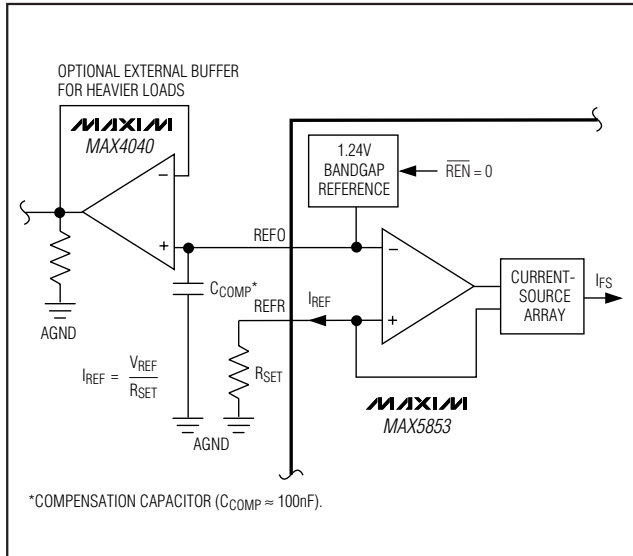 OPTIONAL EXTERNAL BUFFER
FOR HEAVIER LOADS
MAXIM
MAX4040
−
+
AGND
1.24V
BANDGAP
REFERENCE
REN̅ = 0
REFO
CCOMP*
REFR
IREF
−
+
CURRENT-
SOURCE
ARRAY
IFS
IREF = VREF
RSET
RSET
AGND
MAXIM
MAX5853
*COMPENSATION CAPACITOR (CCOMP ≈ 100nF).